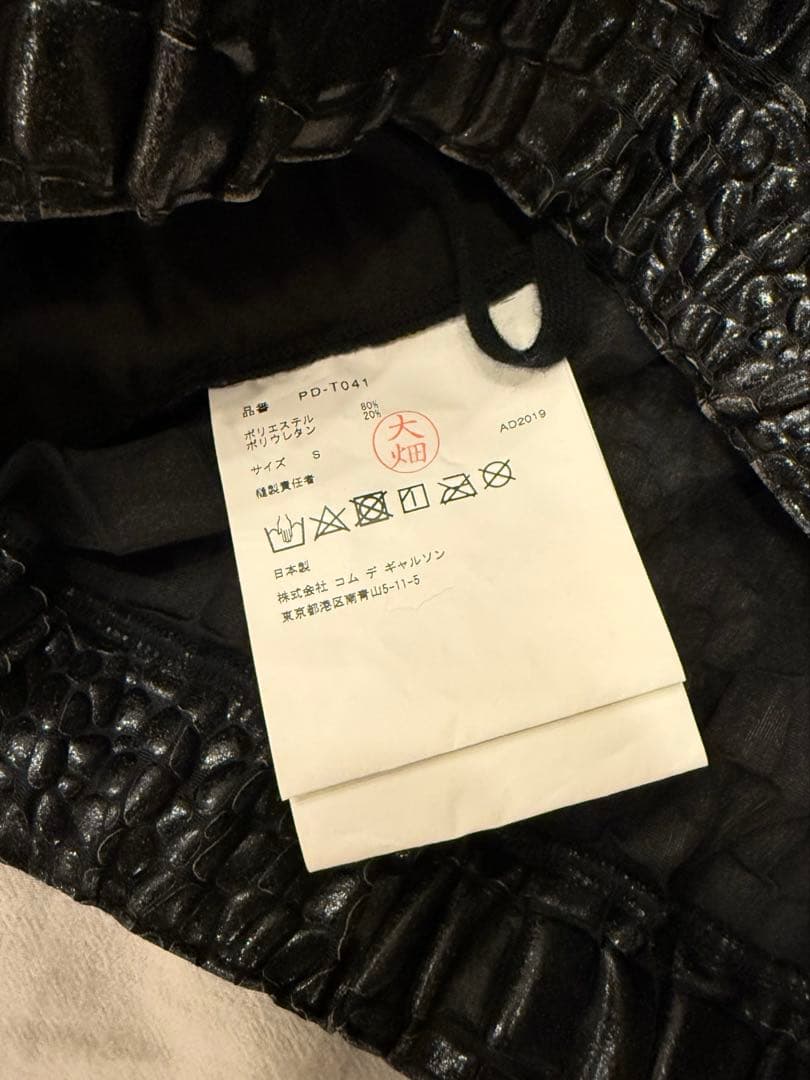 品番 PD-T041
ポリエステル 80%
ポリウレタン 20%
サイズ S
縫製責任者
大畑
AD2019
日本製
株式会社 コム デ ギャルソン
東京都港区南青山5-11-5